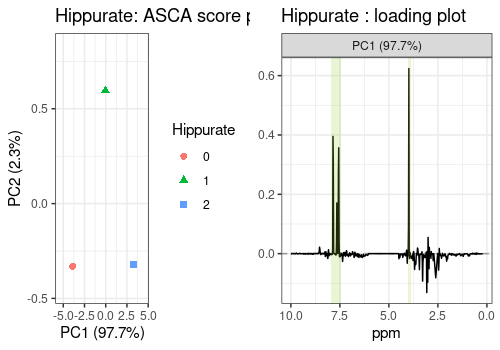 Hippurate: ASCA score p
PC2 (2.3%)
0.5
0.0
-0.5
-5.0
-2.5
0.0
2.5
5.0
PC1 (97.7%)
Hippurate
0
1
2
Hippurate : loading plot
PC1 (97.7%)
0.6
0.4
0.2
0.0
10.0
7.5
5.0
2.5
0.0
ppm